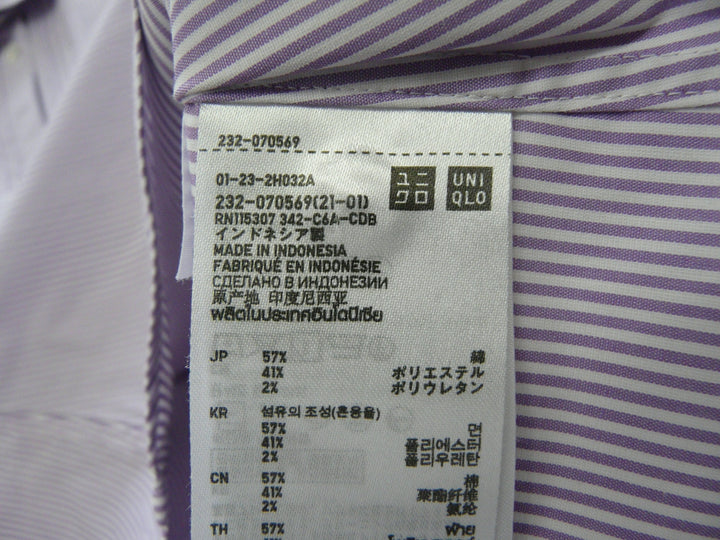 232-070569
01-23-2H032A
ユニクロ
UNIQLO
232-070569(21-01)
RN115307 342-C6A-CDB
インドネシア製
MADE IN INDONESIA
FABRIQUÉ EN INDONÉSIE
СДЕЛАНО В ИНДОНЕЗИИ
原产地 印度尼西亚
ผลิตในประเทศอินโดนีเซีย
JP 57% 綿
41% ポリエステル
2% ポリウレタン
KR 섬유의 조성(혼용율)
57% 면
41% 폴리에스터
2% 폴리우레탄
CN 57% 棉
41% 聚酯纤维
2% 氨纶
TH 57% ฝ้าย